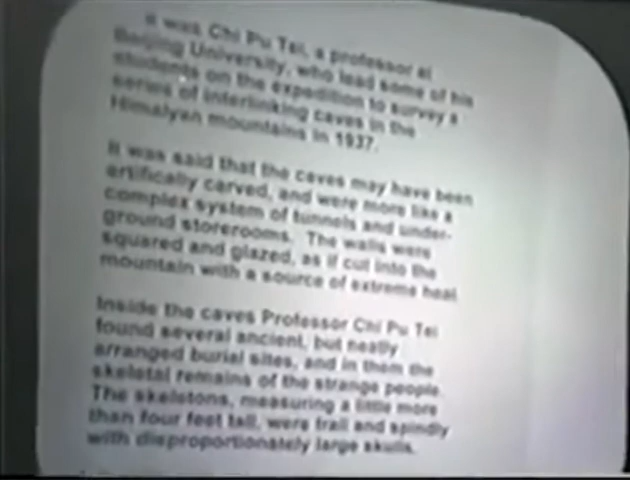 It was Chi Pu Tei, a professor at
Beijing University, who lead some of his
students on the expedition to survey a
series of interlinking caves in the
Himalyan mountains in 1937.
It was said that the caves may have been
artifically carved, and were more like a
complex system of tunnels and under-
ground storerooms. The walls were
squared and glazed, as if cut into the
mountain with a source of extreme heat.
Inside the caves Professor Chi Pu Tei
found several ancient, but neatly
arranged burial sites, and in them the
skeletal remains of the strange people.
The skeletons, measuring a little more
than four feet tall, were frail and spindly
with disproportionately large skulls.